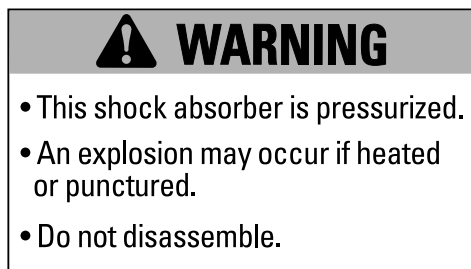 WARNING
• This shock absorber is pressurized.
• An explosion may occur if heated
or punctured.
• Do not disassemble.